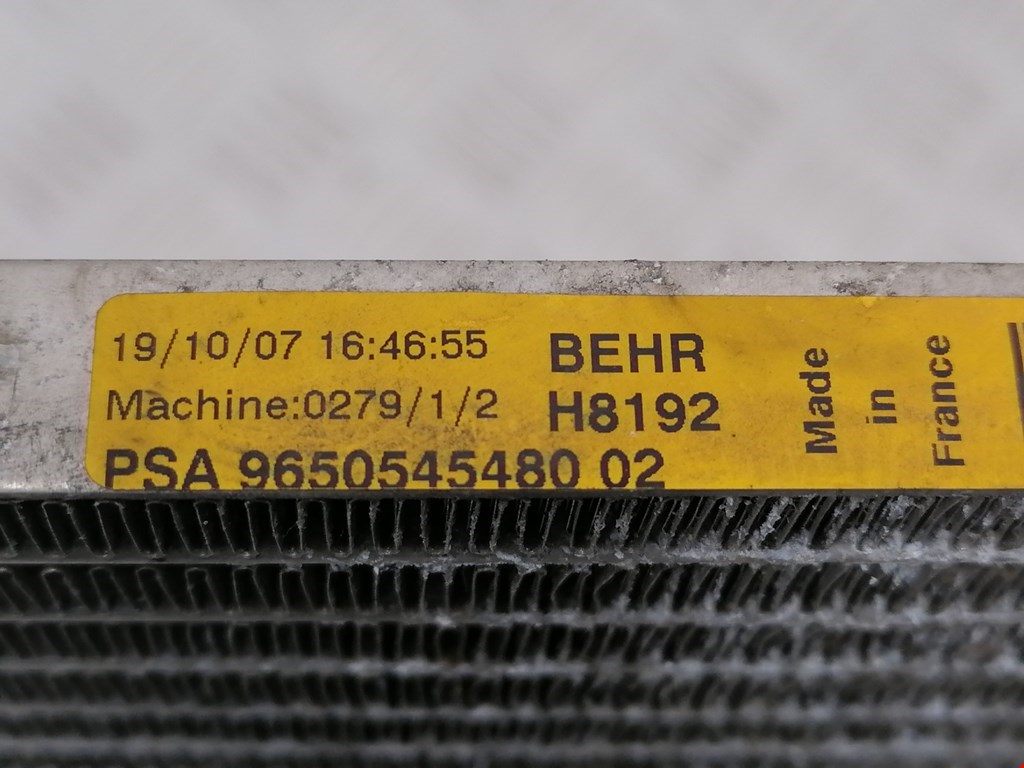 19/10/07 16:46:55
Machine:0279/1/2
PSA 9650545480 02
BEHR
H8192
Made
in
France